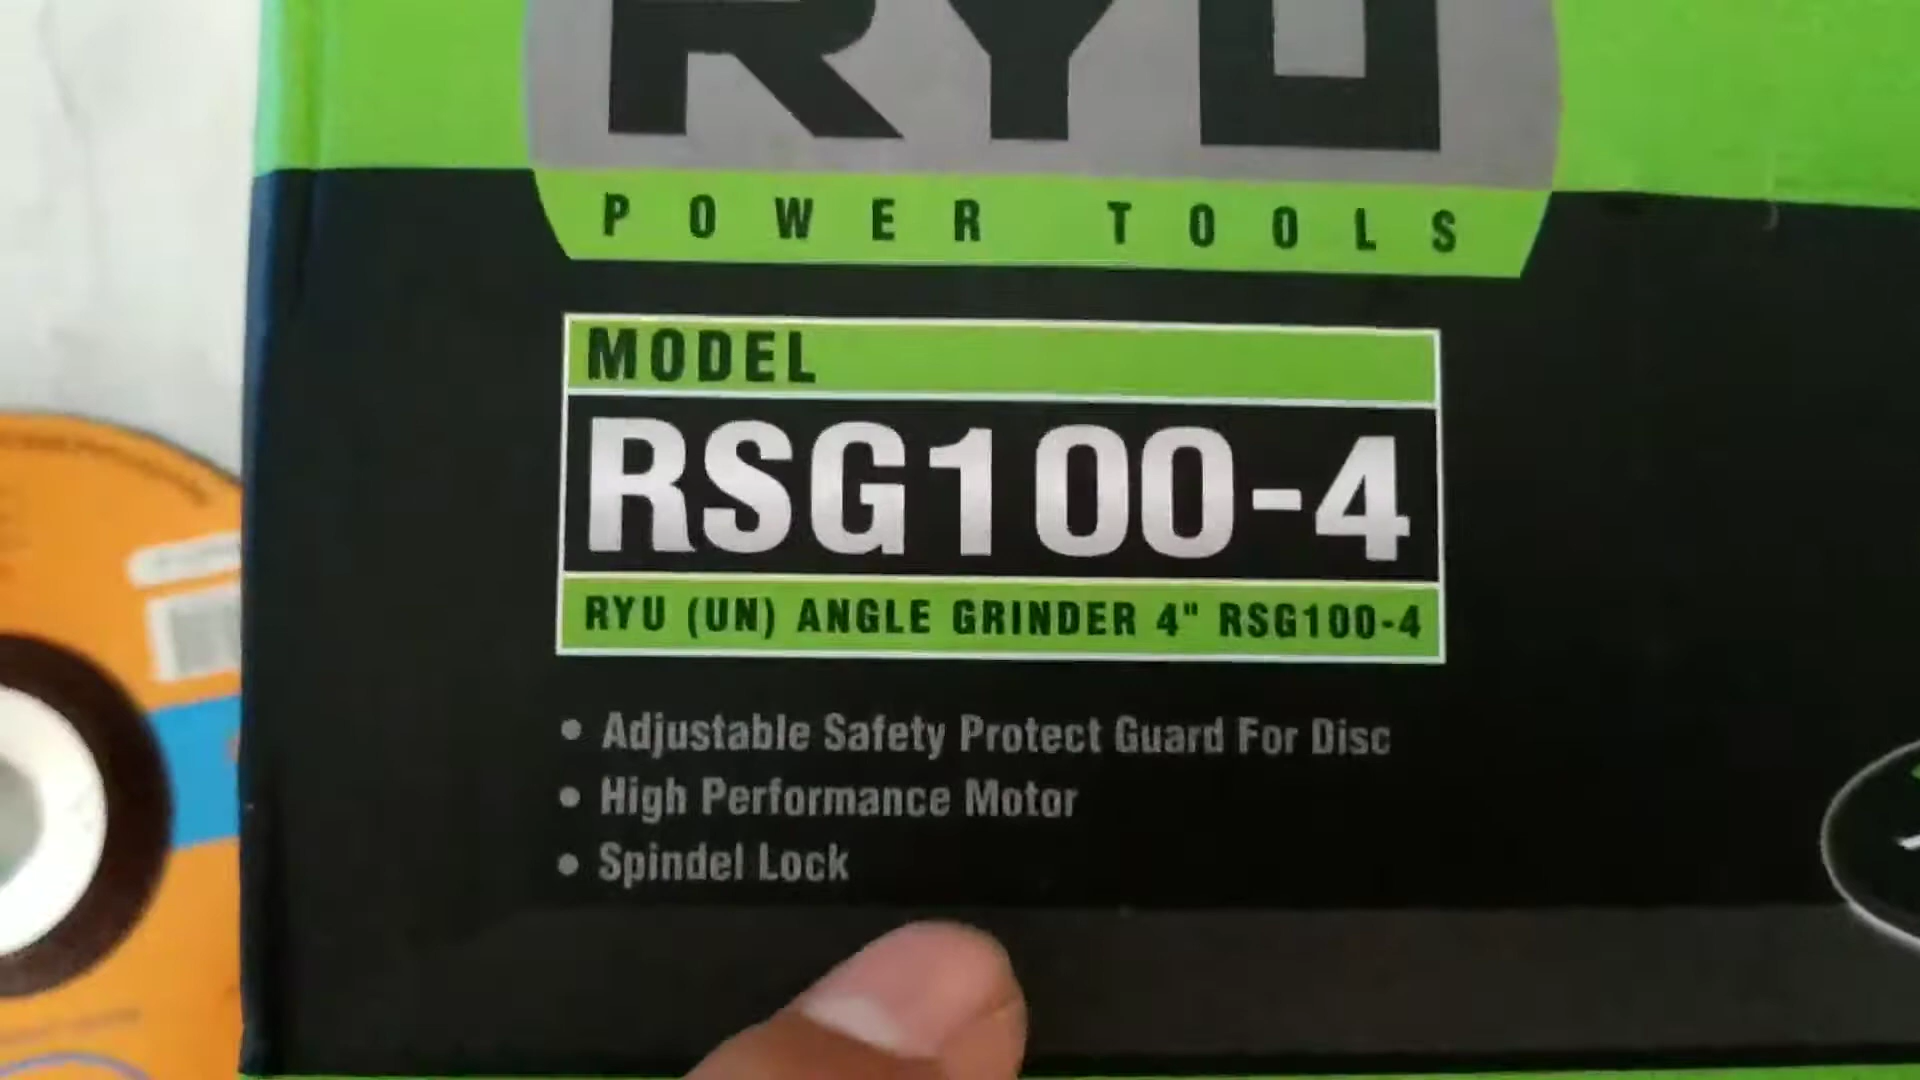 RYU
POWER TOOLS
MODEL
RSG100-4
RYU (UN) ANGLE GRINDER 4" RSG100-4
• Adjustable Safety Protect Guard For Disc
• High Performance Motor
• Spindel Lock